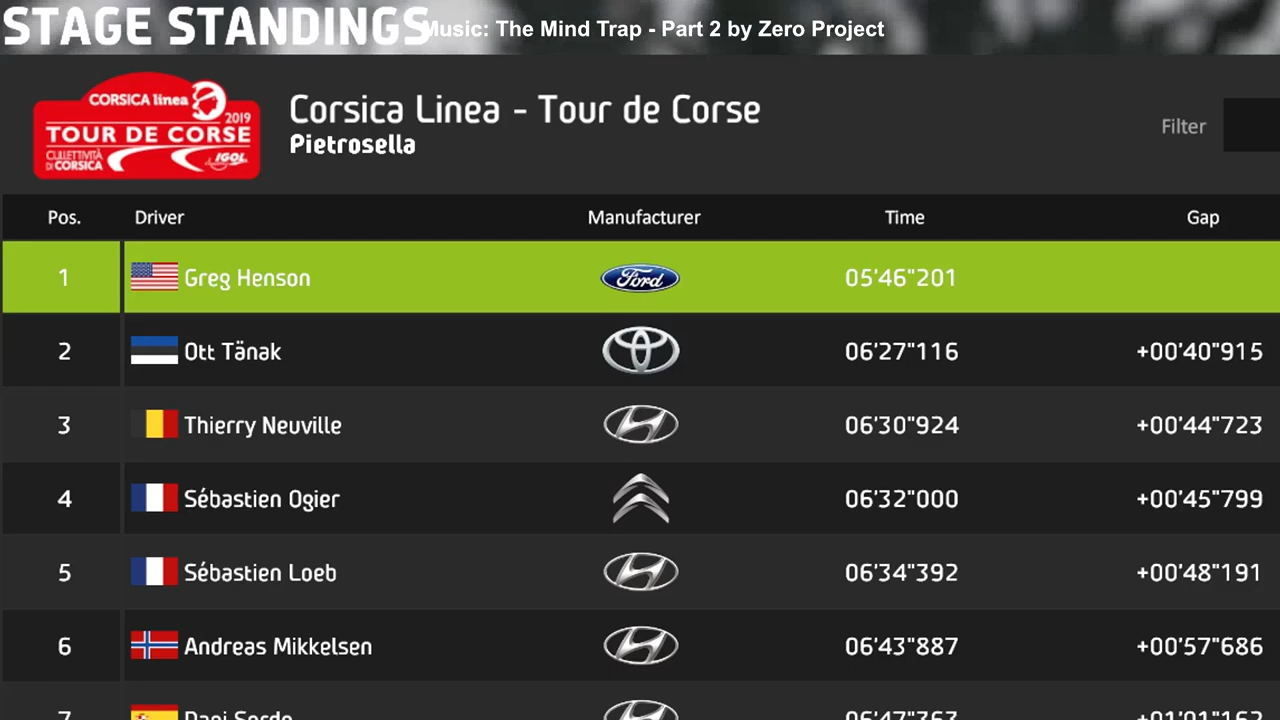 STAGE STANDINGS
Music: The Mind Trap - Part 2 by Zero Project
CORSICA linea
2019
TOUR DE CORSE
CULLETTIVITÀ
DI CORSICA
IGOL
Corsica Linea - Tour de Corse
Pietrosella
Filter
Pos. Driver Manufacturer Time Gap
1 Greg Henson Ford 05'46"201
2 Ott Tänak 06'27"116 +00'40"915
3 Thierry Neuville 06'30"924 +00'44"723
4 Sébastien Ogier 06'32"000 +00'45"799
5 Sébastien Loeb 06'34"392 +00'48"191
6 Andreas Mikkelsen 06'43"887 +00'57"686
7 Dani Sordo 06'47"363 +01'01"162